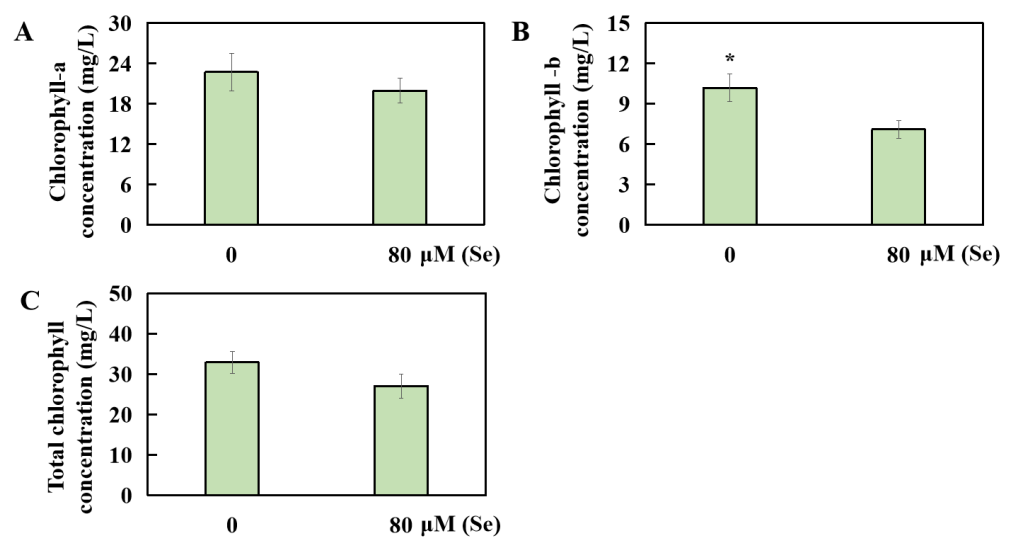 A
Chlorophyll-a
concentration (mg/L)
30
24
18
12
6
0
0
80 μM (Se)
B
Chlorophyll -b
concentration (mg/L)
15
12
9
6
3
0
*
0
80 μM (Se)
C
Total chlorophyll
concentration (mg/L)
50
40
30
20
10
0
0
80 μM (Se)